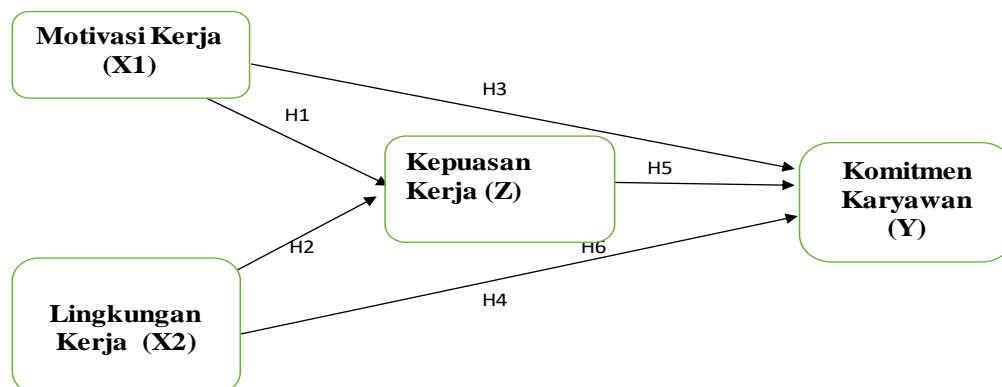 Motivasi Kerja
(X1)
H3
H1
Kepuasan
Kerja (Z)
H5
Komitmen
Karyawan
(Y)
H2
H6
H4
Lingkungan
Kerja (X2)